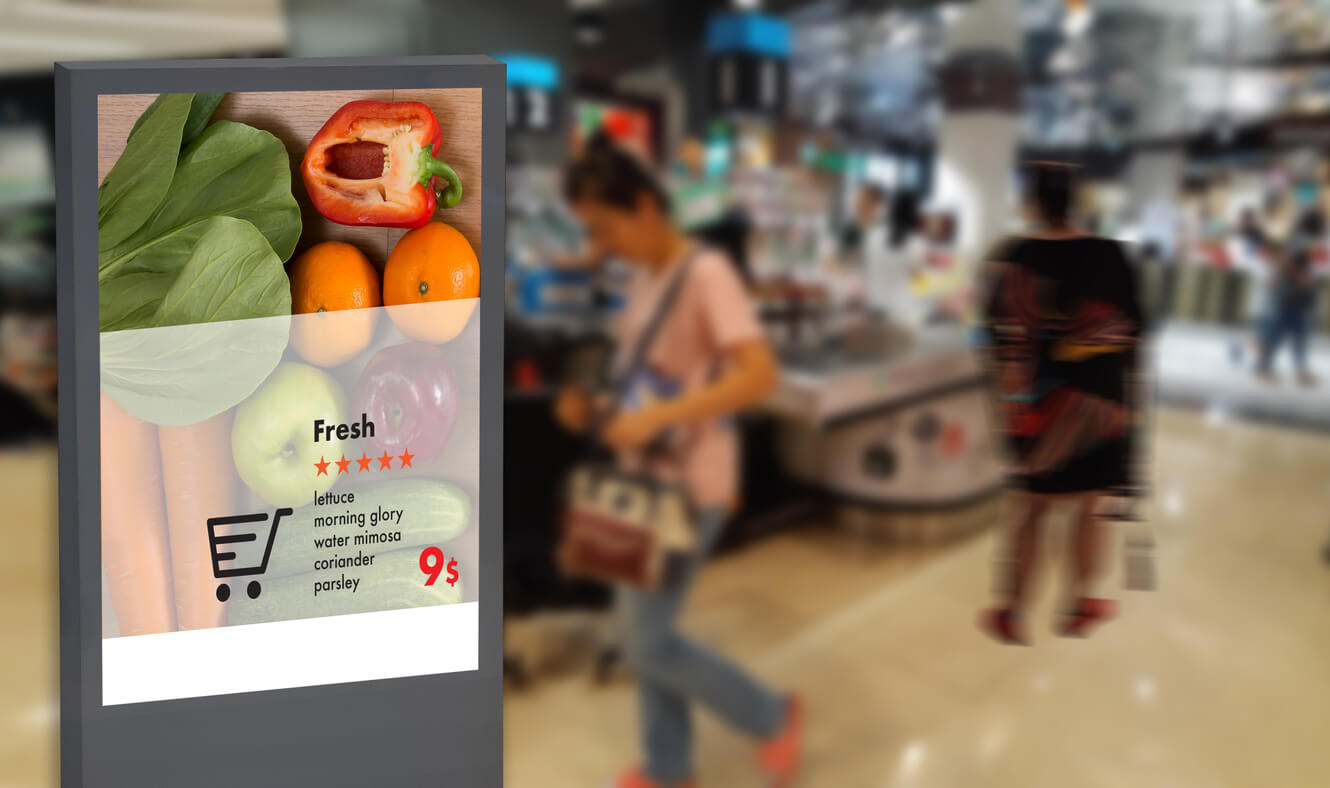 Fresh
★★★★★
lettuce
morning glory
water mimosa
coriander
parsley
9$